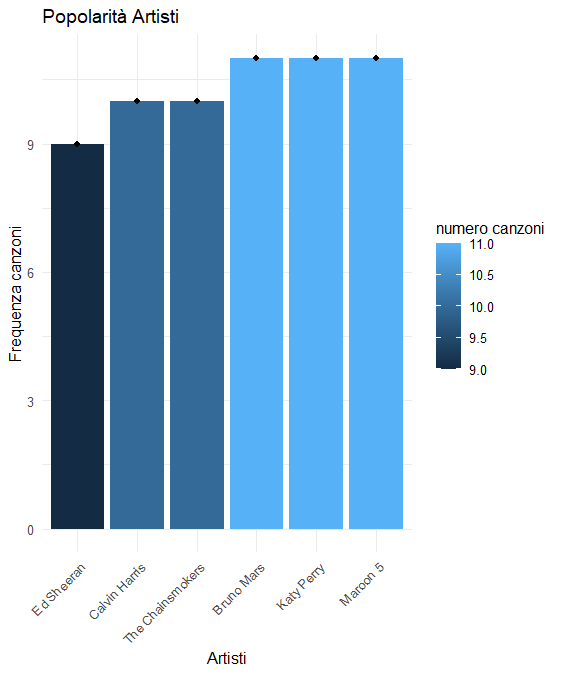 Popolarità Artisti
Frequenza canzoni
9
6
3
0
Ed Sheeran
Calvin Harris
The Chainsmokers
Bruno Mars
Katy Perry
Maroon 5
Artisti
numero canzoni
11.0
10.5
10.0
9.5
9.0